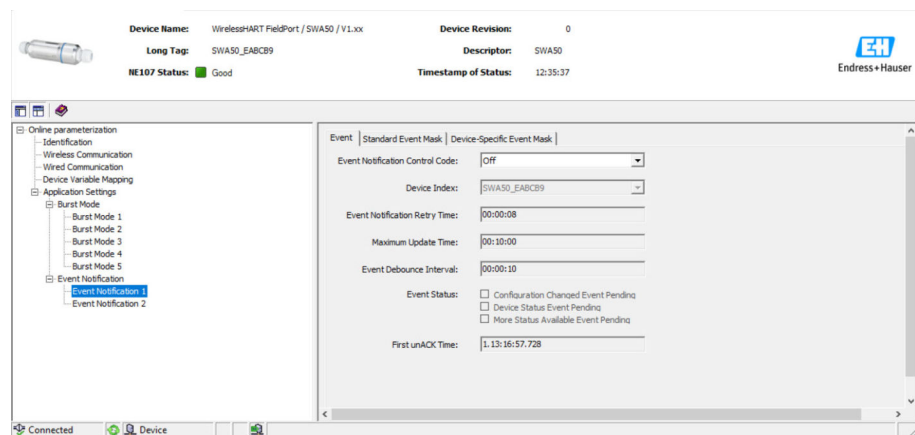 Device Name: WirelessHART FieldPort / SWA50 / V1.xx Device Revision: 0
Long Tag: SWA50_EABCB9 Descriptor: SWA50
NE107 Status: Good Timestamp of Status: 12:35:37
EH
Endress+Hauser
Online parameterization
Identification
Wireless Communication
Wired Communication
Device Variable Mapping
Application Settings
Burst Mode
Burst Mode 1
Burst Mode 2
Burst Mode 3
Burst Mode 4
Burst Mode 5
Event Notification
Event Notification 1
Event Notification 2
Event Standard Event Mask Device-Specific Event Mask
Event Notification Control Code: Off
Device Index: SWA50_EABCB9
Event Notification Retry Time: 00:00:08
Maximum Update Time: 00:10:00
Event Debounce Interval: 00:00:10
Event Status: Configuration Changed Event Pending
Device Status Event Pending
More Status Available Event Pending
First unACK Time: 1.13:16:57.728
Connected Device